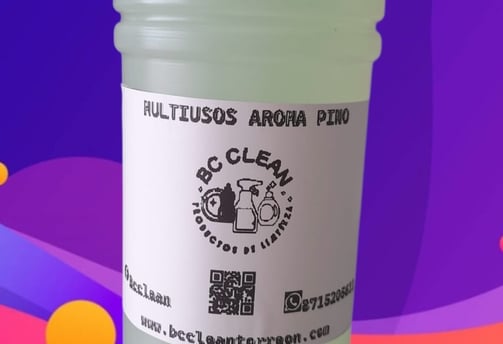 MULTIUSOS AROMA PINO
BC CLEAN
PRODUCTOS DE LIMPIEZA
@bcclaan
www.bccleantorreon.com